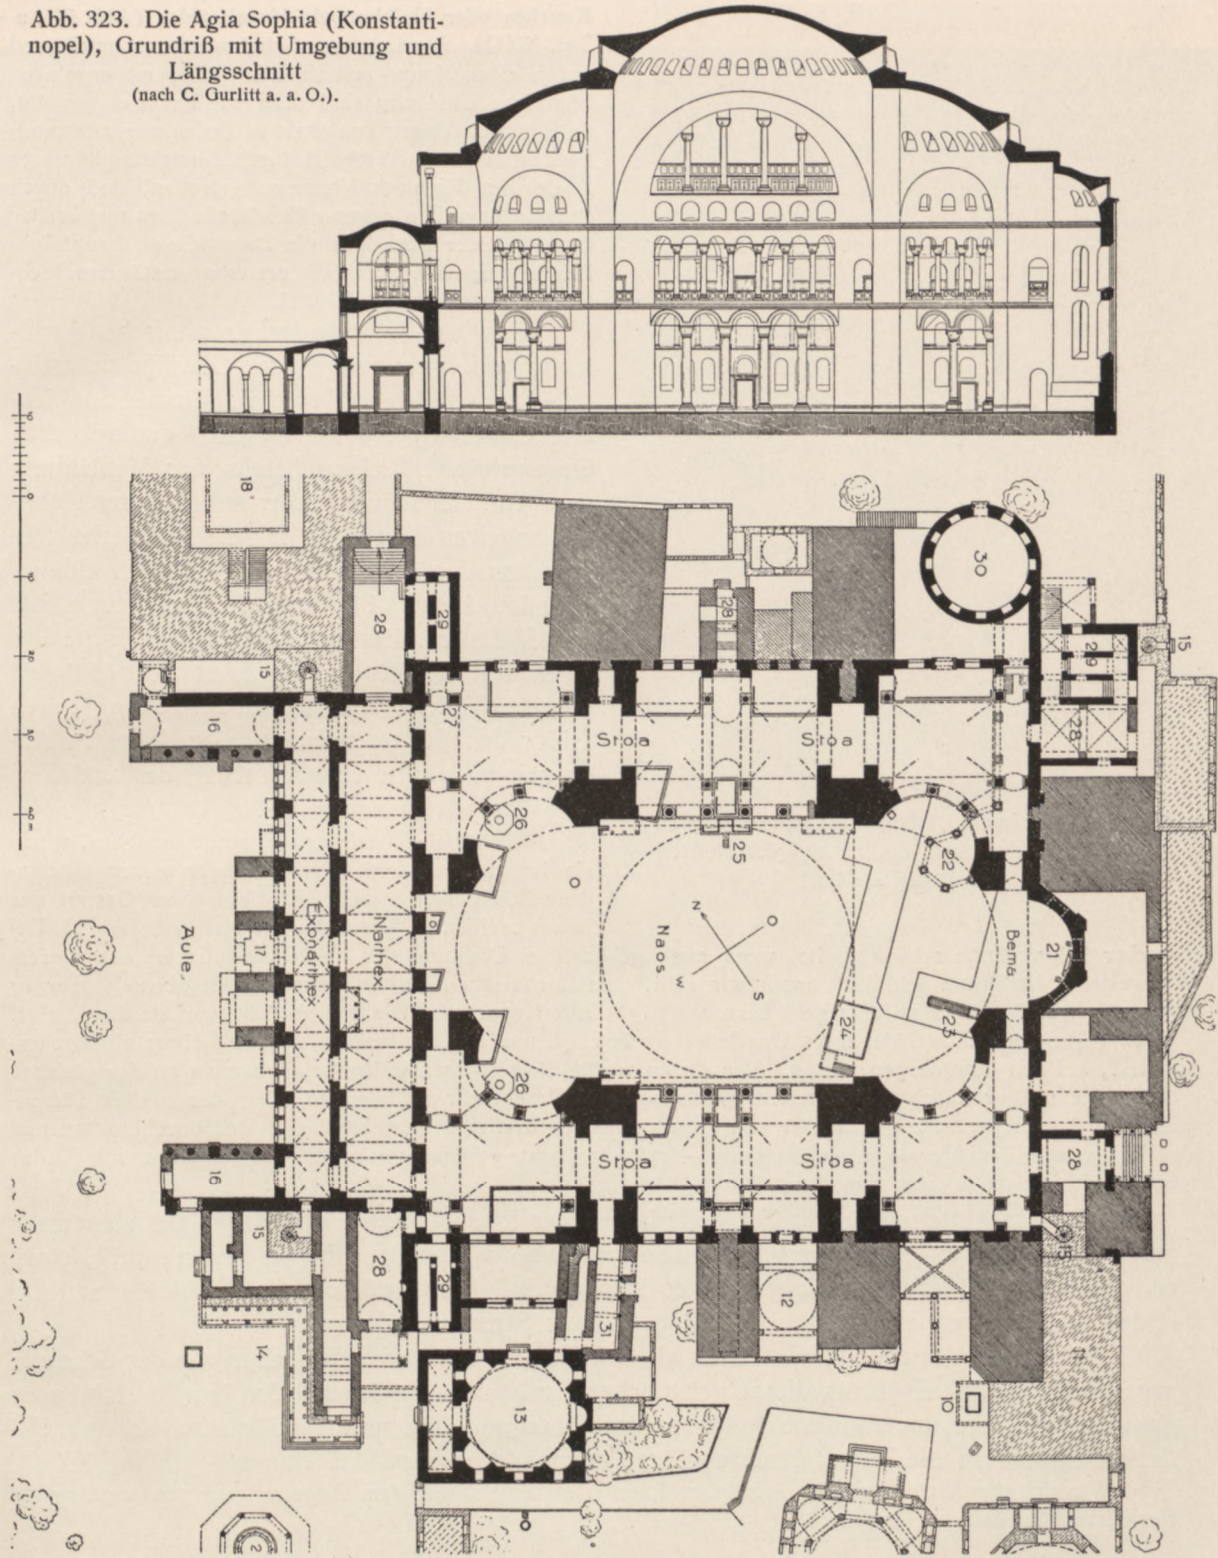 Abb. 323. Die Agia Sophia (Konstanti-
nopel), Grundriß mit Umgebung und
Längsschnitt
(nach C. Gurlitt a. a. O.).
18
30
28
29
28
29
15
15
16
27
28
Stoa
Stoa
26
25
22
Aule
17
Exonarthex
Narthex
Naos
N
O
W
S
Bema
21
23
24
26
16
Stoa
Stoa
28
15
15
28
29
31
12
14
13
11
10
2